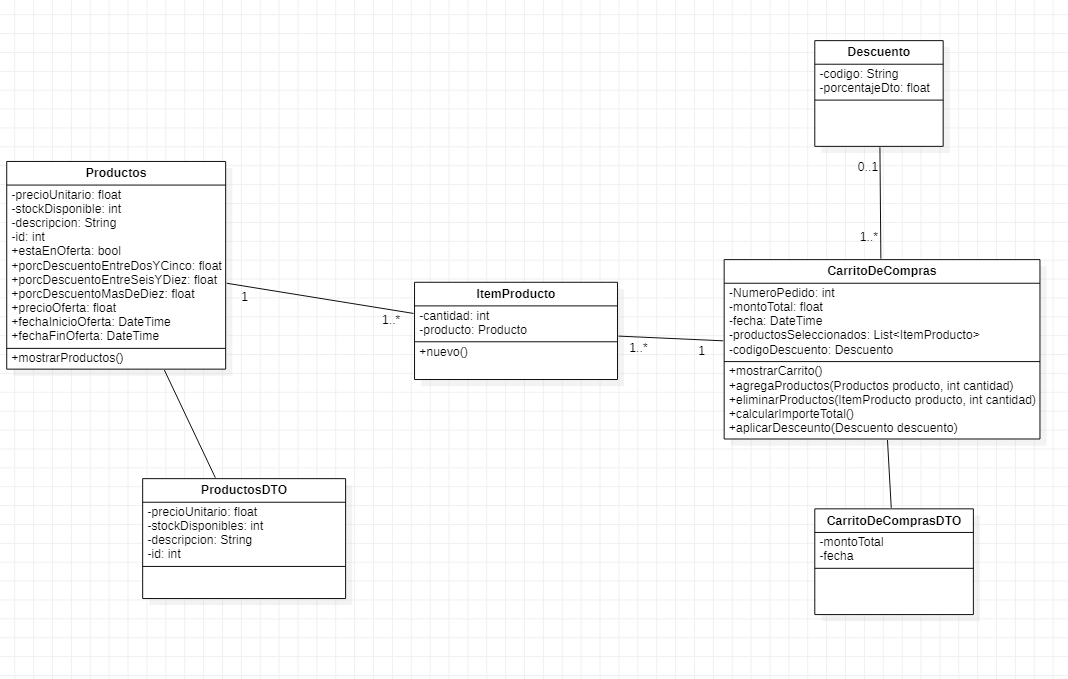 Descuento
-codigo: String
-porcentajeDto: float
0..1
1..*
Productos
-precioUnitario: float
-stockDisponible: int
-descripcion: String
-id: int
+estaEnOferta: bool
+porcDescuentoEntreDosYCinco: float
+porcDescuentoEntreSeisYDiez: float
+porcDescuentoMasDeDiez: float
+precioOferta: float
+fechaInicioOferta: DateTime
+fechaFinOferta: DateTime
+mostrarProductos()
1
1..*
ItemProducto
-cantidad: int
-producto: Producto
+nuevo()
1..*
1
CarritoDeCompras
-NumeroPedido: int
-montoTotal: float
-fecha: DateTime
-productosSeleccionados: List<ItemProducto>
-codigoDescuento: Descuento
+mostrarCarrito()
+agregaProductos(Productos producto, int cantidad)
+eliminarProductos(ItemProducto producto, int cantidad)
+calcularImporteTotal()
+aplicarDesceunto(Descuento descuento)
ProductosDTO
-precioUnitario: float
-stockDisponibles: int
-descripcion: String
-id: int
CarritoDeComprasDTO
-montoTotal
-fecha